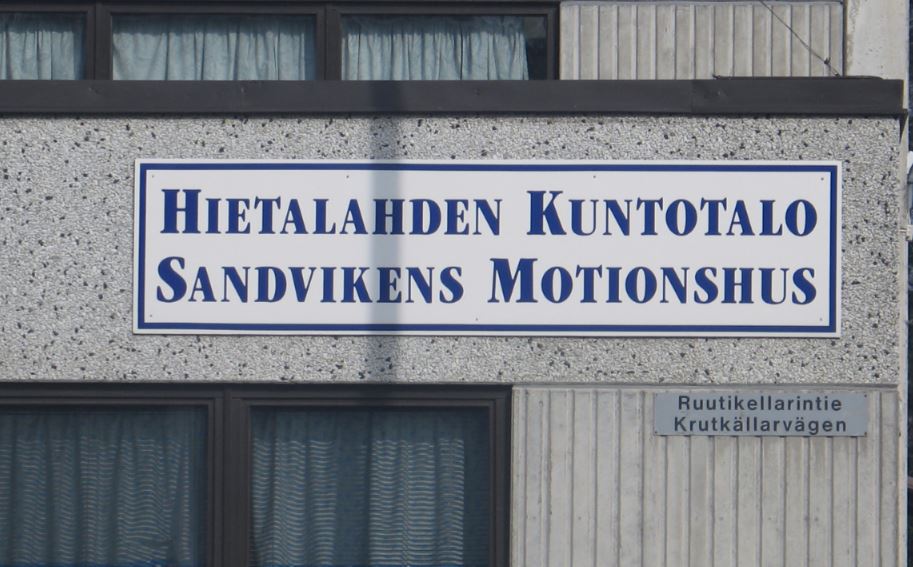 HIETALAHDEN KUNTOTALO
SANDVIKENS MOTIONSHUS
Ruutikellarintie
Krutkällarvägen